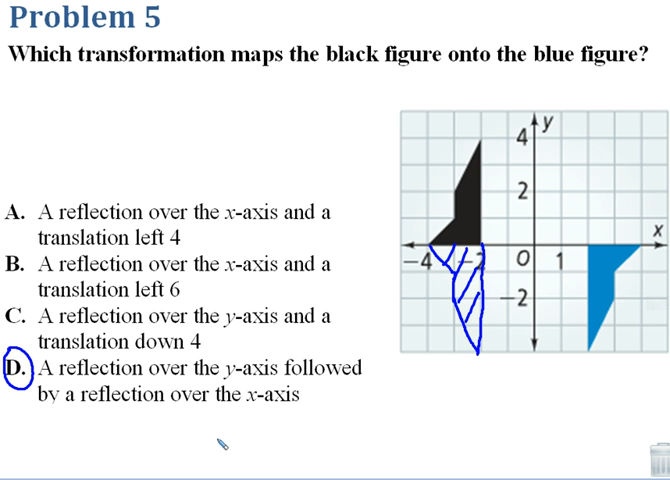 Problem 5
Which transformation maps the black figure onto the blue figure?
A. A reflection over the x-axis and a
translation left 4
B. A reflection over the x-axis and a
translation left 6
C. A reflection over the y-axis and a
translation down 4
D. A reflection over the y-axis followed
by a reflection over the x-axis
4 y
2
x
−4 −2 O 1
−2